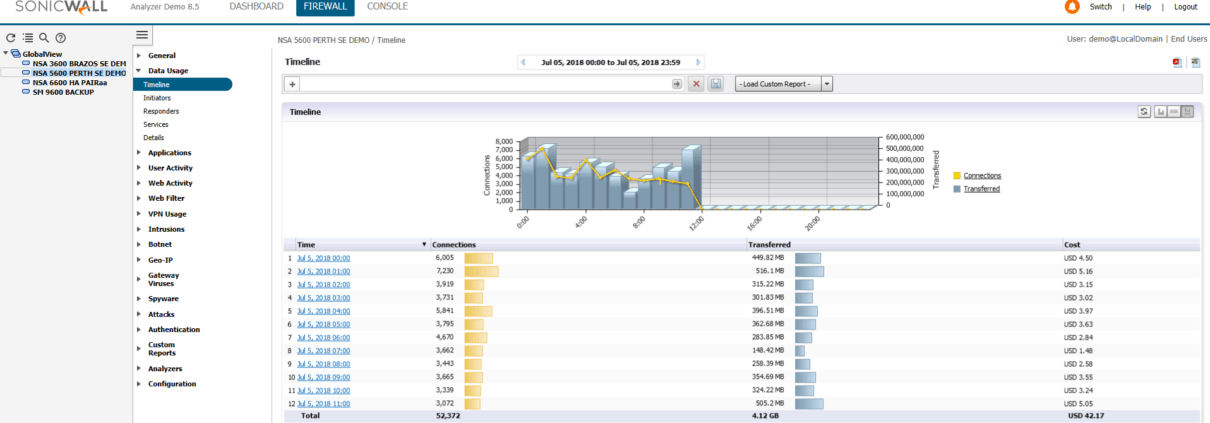 SONICWALL Analyzer Demo 8.5 DASHBOARD FIREWALL CONSOLE Switch | Help | Logout
NSA 5600 PERTH SE DEMO / Timeline User: demo@LocalDomain | End Users
GlobalView
NSA 3600 BRAZOS SE DEM
NSA 5600 PERTH SE DEMO
NSA 6600 HA PAIRaa
SM 9600 BACKUP
General
Data Usage
Timeline
Initiators
Responders
Services
Details
Applications
User Activity
Web Activity
Web Filter
VPN Usage
Intrusions
Botnet
Geo-IP
Gateway
Viruses
Spyware
Attacks
Authentication
Custom
Reports
Analyzers
Configuration
Timeline Jul 05, 2018 00:00 to Jul 05, 2018 23:59
+ - Load Custom Report -
Timeline
8,000
7,000
6,000
5,000
4,000
3,000
2,000
1,000
0
Connections
600,000,000
500,000,000
400,000,000
300,000,000
200,000,000
100,000,000
0
Transferred
0:00 4:00 8:00 12:00 16:00 20:00
Connections
Transferred
Time Connections Transferred Cost
1 Jul 5, 2018 00:00 6,005 449.82 MB USD 4.50
2 Jul 5, 2018 01:00 7,230 516.1 MB USD 5.16
3 Jul 5, 2018 02:00 3,919 315.22 MB USD 3.15
4 Jul 5, 2018 03:00 3,731 301.83 MB USD 3.02
5 Jul 5, 2018 04:00 5,841 396.51 MB USD 3.97
6 Jul 5, 2018 05:00 3,795 362.68 MB USD 3.63
7 Jul 5, 2018 06:00 4,670 283.85 MB USD 2.84
8 Jul 5, 2018 07:00 3,662 148.42 MB USD 1.48
9 Jul 5, 2018 08:00 3,443 258.39 MB USD 2.58
10 Jul 5, 2018 09:00 3,665 354.69 MB USD 3.55
11 Jul 5, 2018 10:00 3,339 324.22 MB USD 3.24
12 Jul 5, 2018 11:00 3,072 505.2 MB USD 5.05
Total 52,372 4.12 GB USD 42.17